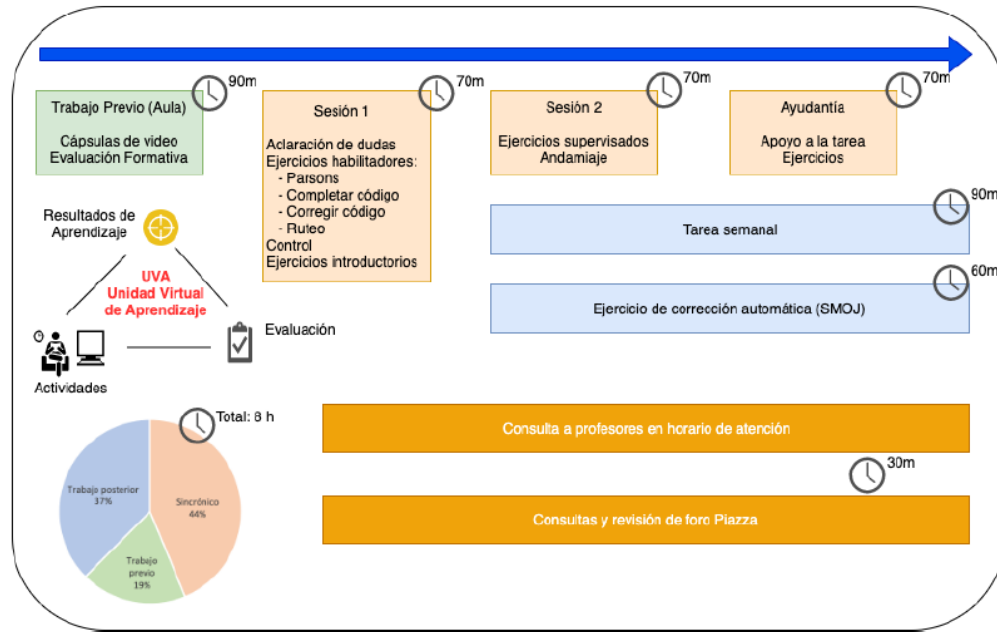 90m
Trabajo Previo (Aula)
Cápsulas de video
Evaluación Formativa
70m
Sesión 1
Aclaración de dudas
Ejercicios habilitadores:
- Parsons
- Completar código
- Corregir código
- Ruteo
Control
Ejercicios introductorios
70m
Sesión 2
Ejercicios supervisados
Andamiaje
70m
Ayudantía
Apoyo a la tarea
Ejercicios
90m
Tarea semanal
60m
Ejercicio de corrección automática (SMOJ)
Resultados de
Aprendizaje
UVA
Unidad Virtual
de Aprendizaje
Evaluación
Actividades
Total: 8 h
Trabajo posterior
37%
Sincrónico
44%
Trabajo
previo
19%
Consulta a profesores en horario de atención
30m
Consultas y revisión de foro Piazza